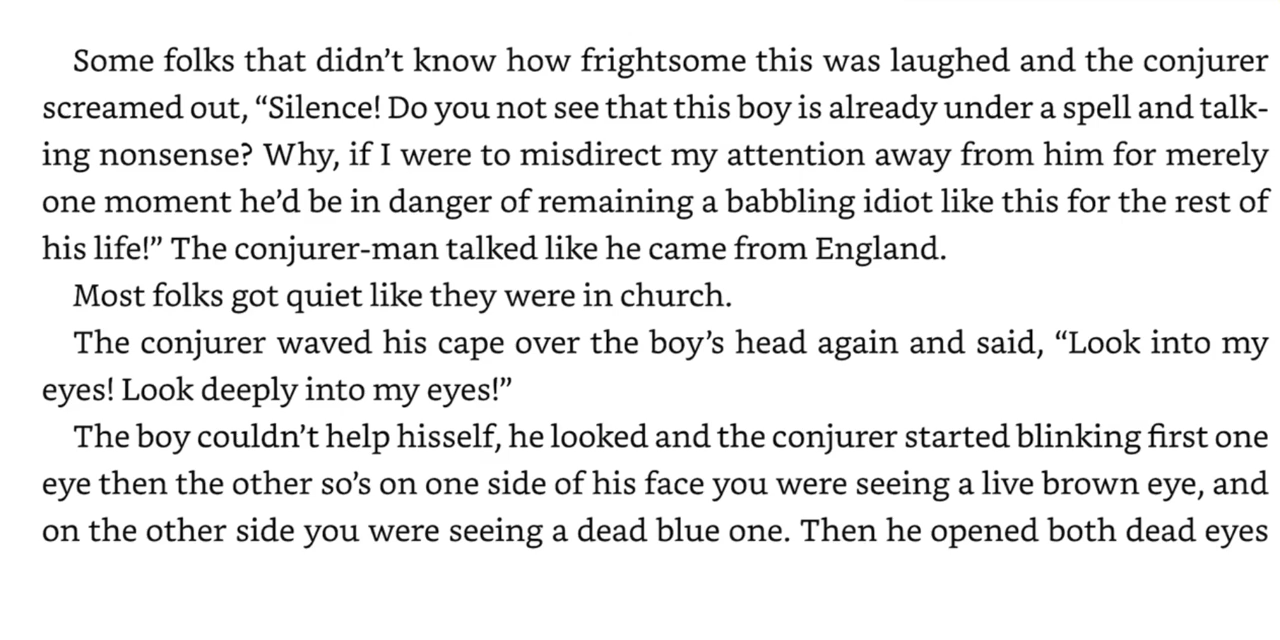 Some folks that didn’t know how frightsome this was laughed and the conjurer
screamed out, “Silence! Do you not see that this boy is already under a spell and talk-
ing nonsense? Why, if I were to misdirect my attention away from him for merely
one moment he’d be in danger of remaining a babbling idiot like this for the rest of
his life!” The conjurer-man talked like he came from England.
Most folks got quiet like they were in church.
The conjurer waved his cape over the boy’s head again and said, “Look into my
eyes! Look deeply into my eyes!”
The boy couldn’t help hisself, he looked and the conjurer started blinking first one
eye then the other so’s on one side of his face you were seeing a live brown eye, and
on the other side you were seeing a dead blue one. Then he opened both dead eyes